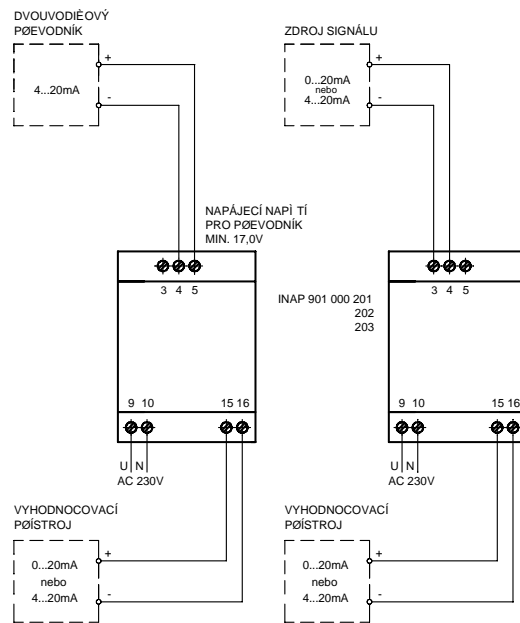 DVOUVODIÈOVÝ
PØEVODNÍK
+
4...20mA
-
NAPÁJECÍ NAPÌ TÍ
PRO PØEVODNÍK
MIN. 17,0V
3 4 5
9 10 15 16
U N
AC 230V
VYHODNOCOVACÍ
PØÍSTROJ
+
0...20mA
nebo
4...20mA
-
ZDROJ SIGNÁLU
+
0...20mA
nebo
4...20mA
-
INAP 901 000 201
202
203
3 4 5
9 10 15 16
U N
AC 230V
VYHODNOCOVACÍ
PØÍSTROJ
+
0...20mA
nebo
4...20mA
-